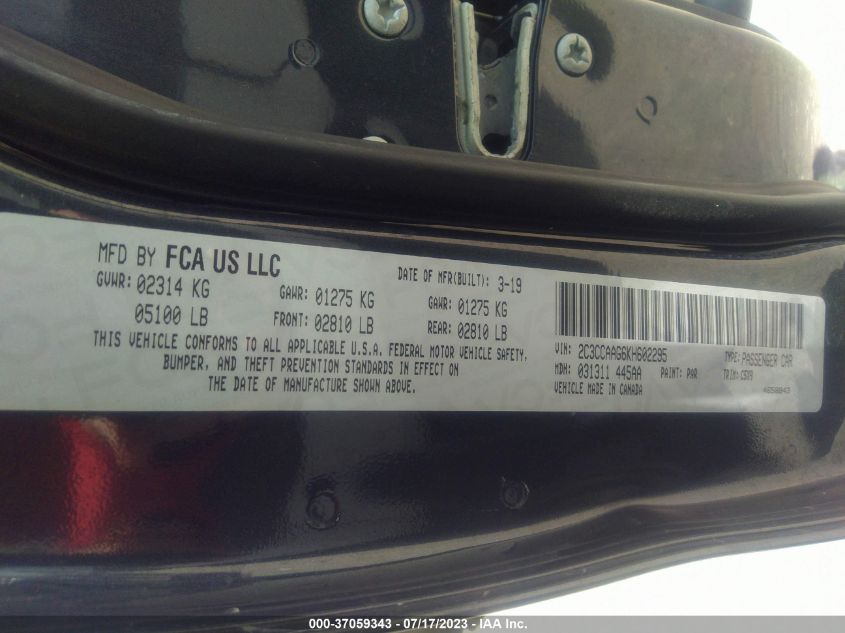 MFD BY FCA US LLC
DATE OF MFR(BUILT): 3-19
GVWR: 02314 KG
GAWR: 01275 KG
GAWR: 01275 KG
05100 LB
FRONT: 02810 LB
REAR: 02810 LB
THIS VEHICLE CONFORMS TO ALL APPLICABLE U.S.A. FEDERAL MOTOR VEHICLE SAFETY,
BUMPER, AND THEFT PREVENTION STANDARDS IN EFFECT ON
THE DATE OF MANUFACTURE SHOWN ABOVE.
VIN: 2C3CCAAG6KH602295
TYPE: PASSENGER CAR
MDH: 031311 445AA
PAINT: PAR
TRIM: C5X9
VEHICLE MADE IN CANADA
000-37059343 - 07/17/2023 - IAA Inc.